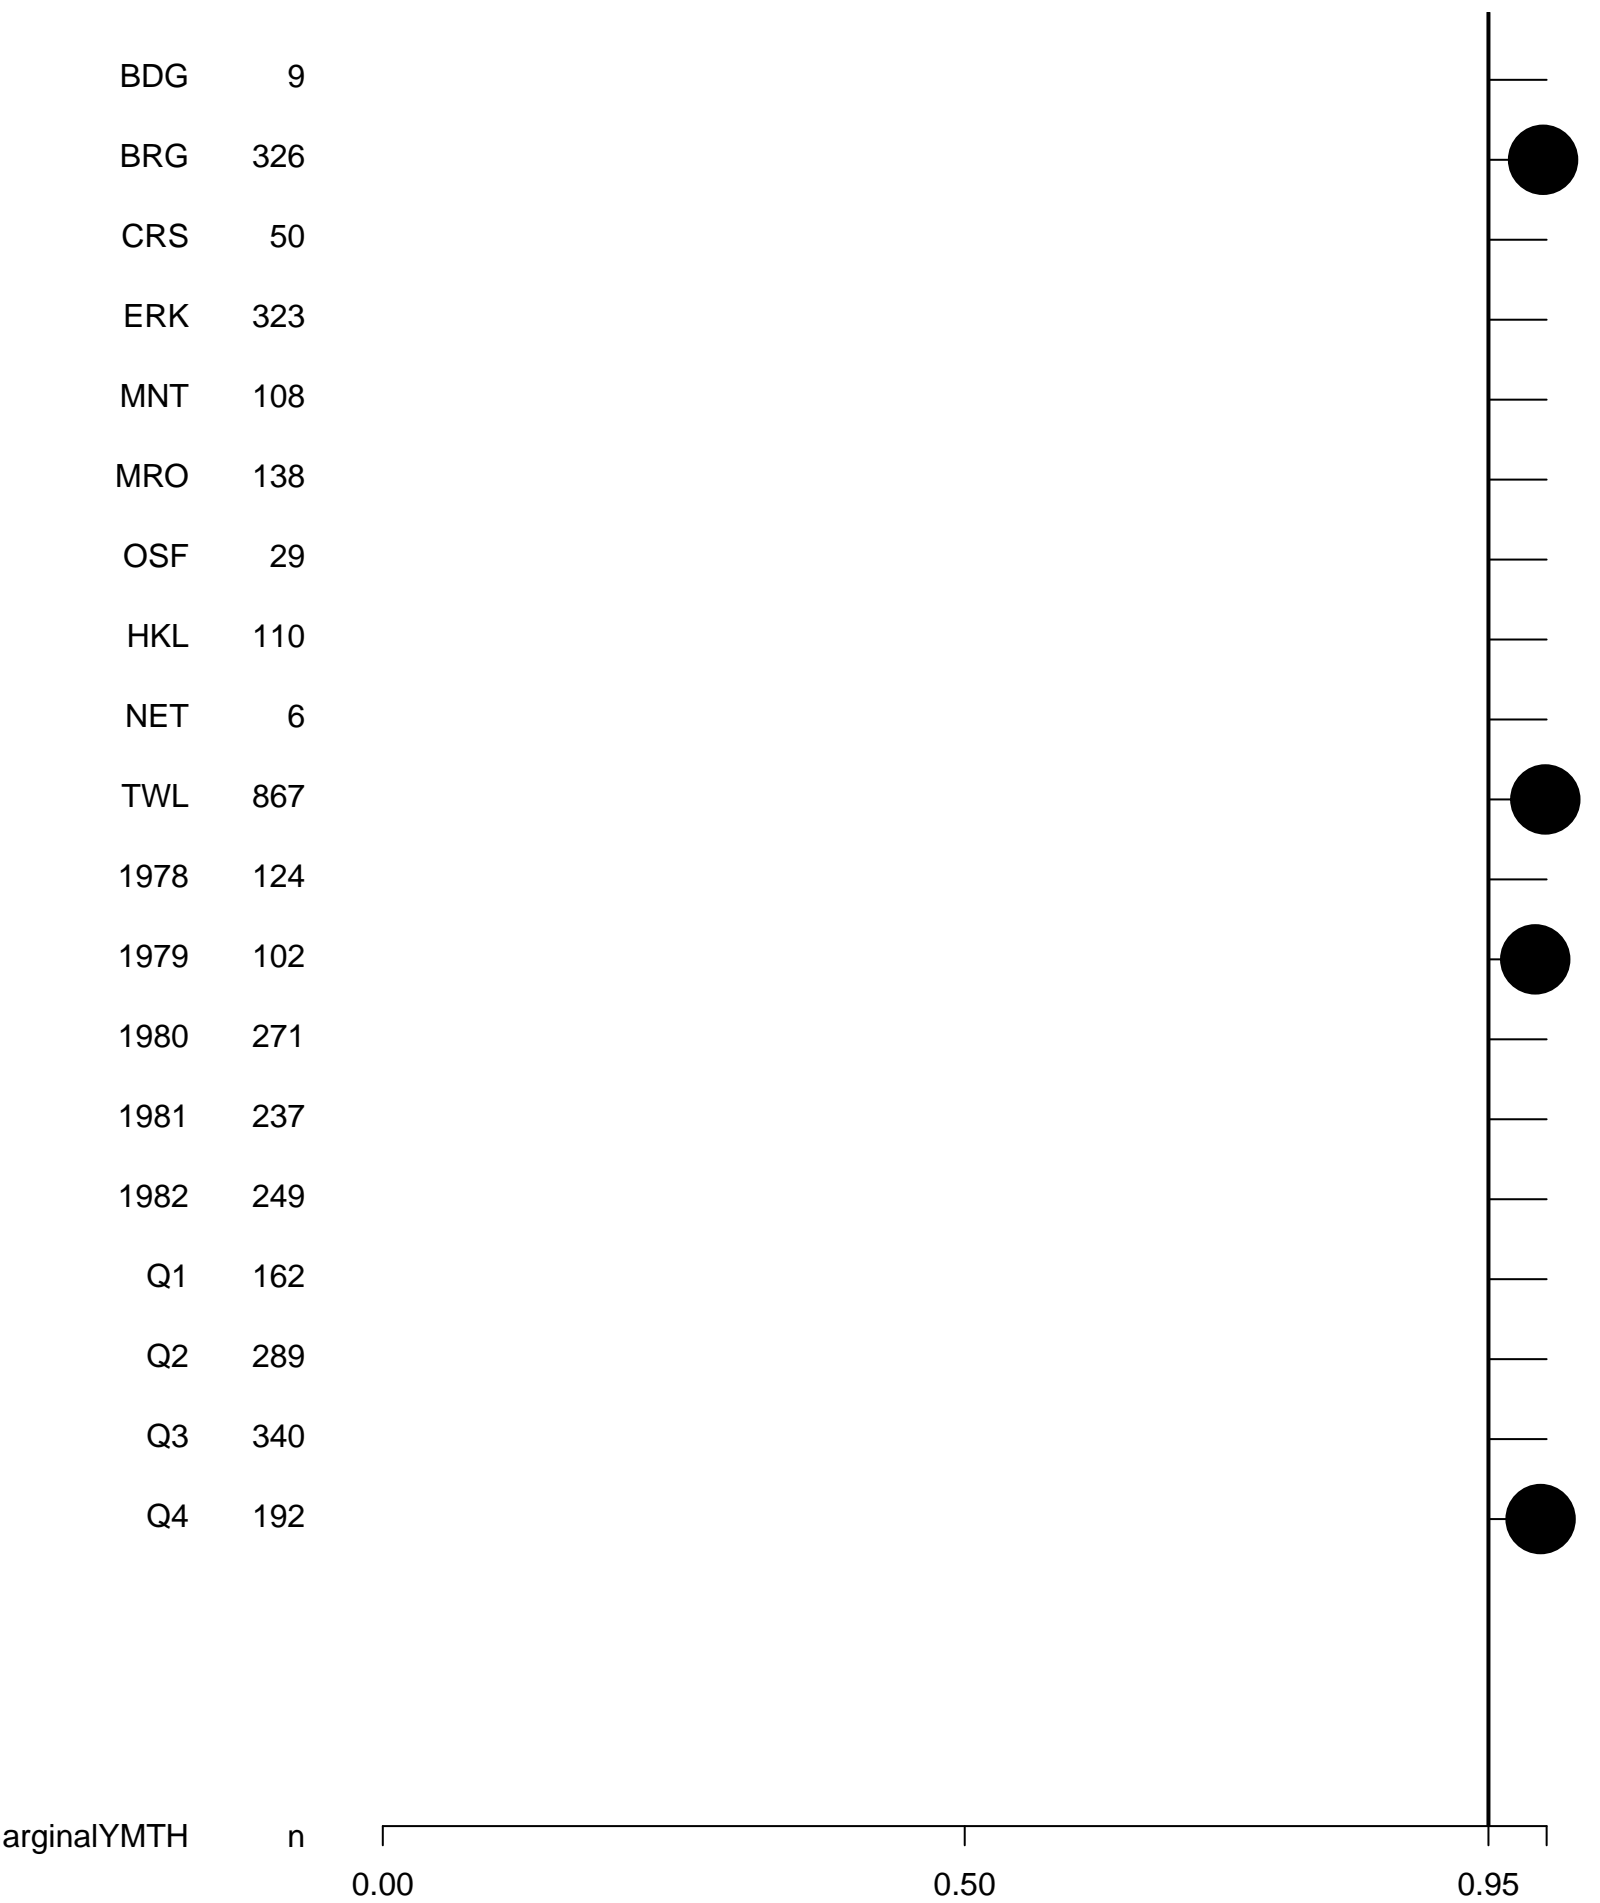 BDG 9
BRG 326
CRS 50
ERK 323
MNT 108
MRO 138
OSF 29
HKL 110
NET 6
TWL 867
1978 124
1979 102
1980 271
1981 237
1982 249
Q1 162
Q2 289
Q3 340
Q4 192
arginalYMTH n
0.00 0.50 0.95